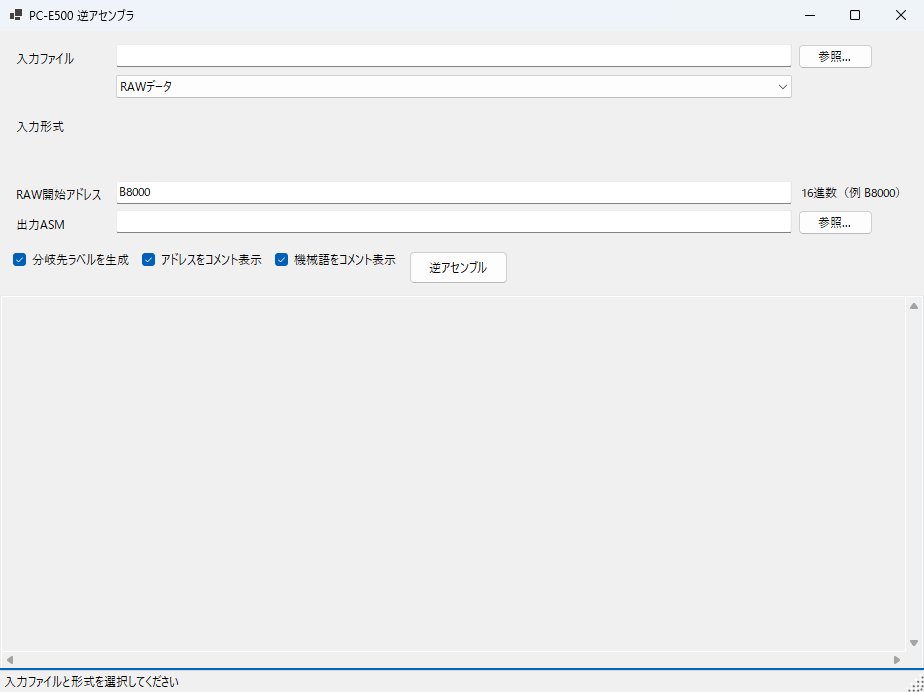 PC-E500 逆アセンブラ
入力ファイル
参照...
RAWデータ
入力形式
RAW開始アドレス
B8000
16進数（例 B8000）
出力ASM
参照...
分岐先ラベルを生成
アドレスをコメント表示
機械語をコメント表示
逆アセンブル
入力ファイルと形式を選択してください